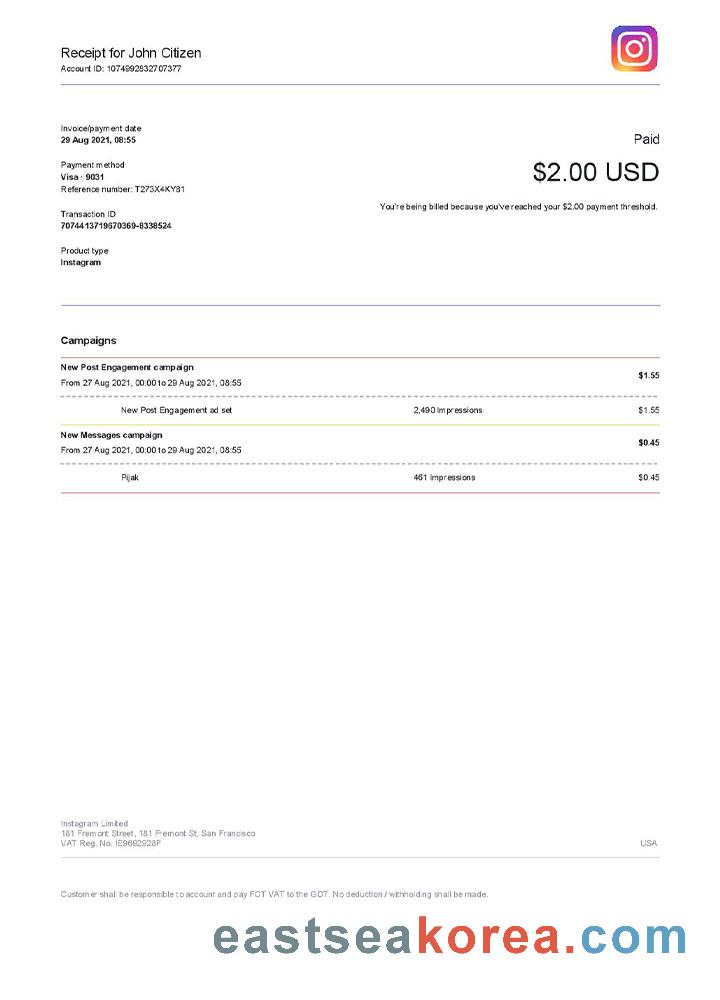 Receipt for John Citizen
Account ID: 1074992832707377
Invoice/payment date
29 Aug 2021, 08:55
Paid
Payment method
$2.00 USD
Visa · 9031
Reference number: T273X4KY81
You're being billed because you've reached your $2.00 payment threshold.
Transaction ID
7074413719670369-8338524
Product type
Instagram
Campaigns
New Post Engagement campaign
From 27 Aug 2021, 00:00 to 29 Aug 2021, 08:55
$1.55
New Post Engagement ad set 2,490 Impressions $1.55
New Messages campaign
From 27 Aug 2021, 00:00 to 29 Aug 2021, 08:55
$0.45
Pijak 461 Impressions $0.45
Instagram Limited
181 Fremont Street, 181 Fremont St, San Francisco
VAT Reg. No. IE9692928F USA
Customer shall be responsible to account and pay FCT VAT to the GDT. No deduction / withholding shall be made.
eastseakorea.com